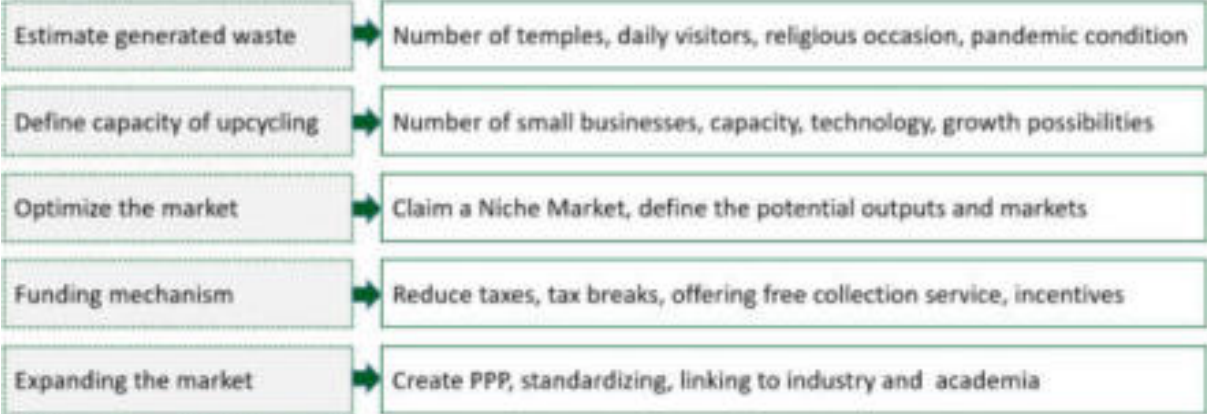 Estimate generated waste
Number of temples, daily visitors, religious occasion, pandemic condition
Define capacity of upcycling
Number of small businesses, capacity, technology, growth possibilities
Optimize the market
Claim a Niche Market, define the potential outputs and markets
Funding mechanism
Reduce taxes, tax breaks, offering free collection service, incentives
Expanding the market
Create PPP, standardizing, linking to industry and academia